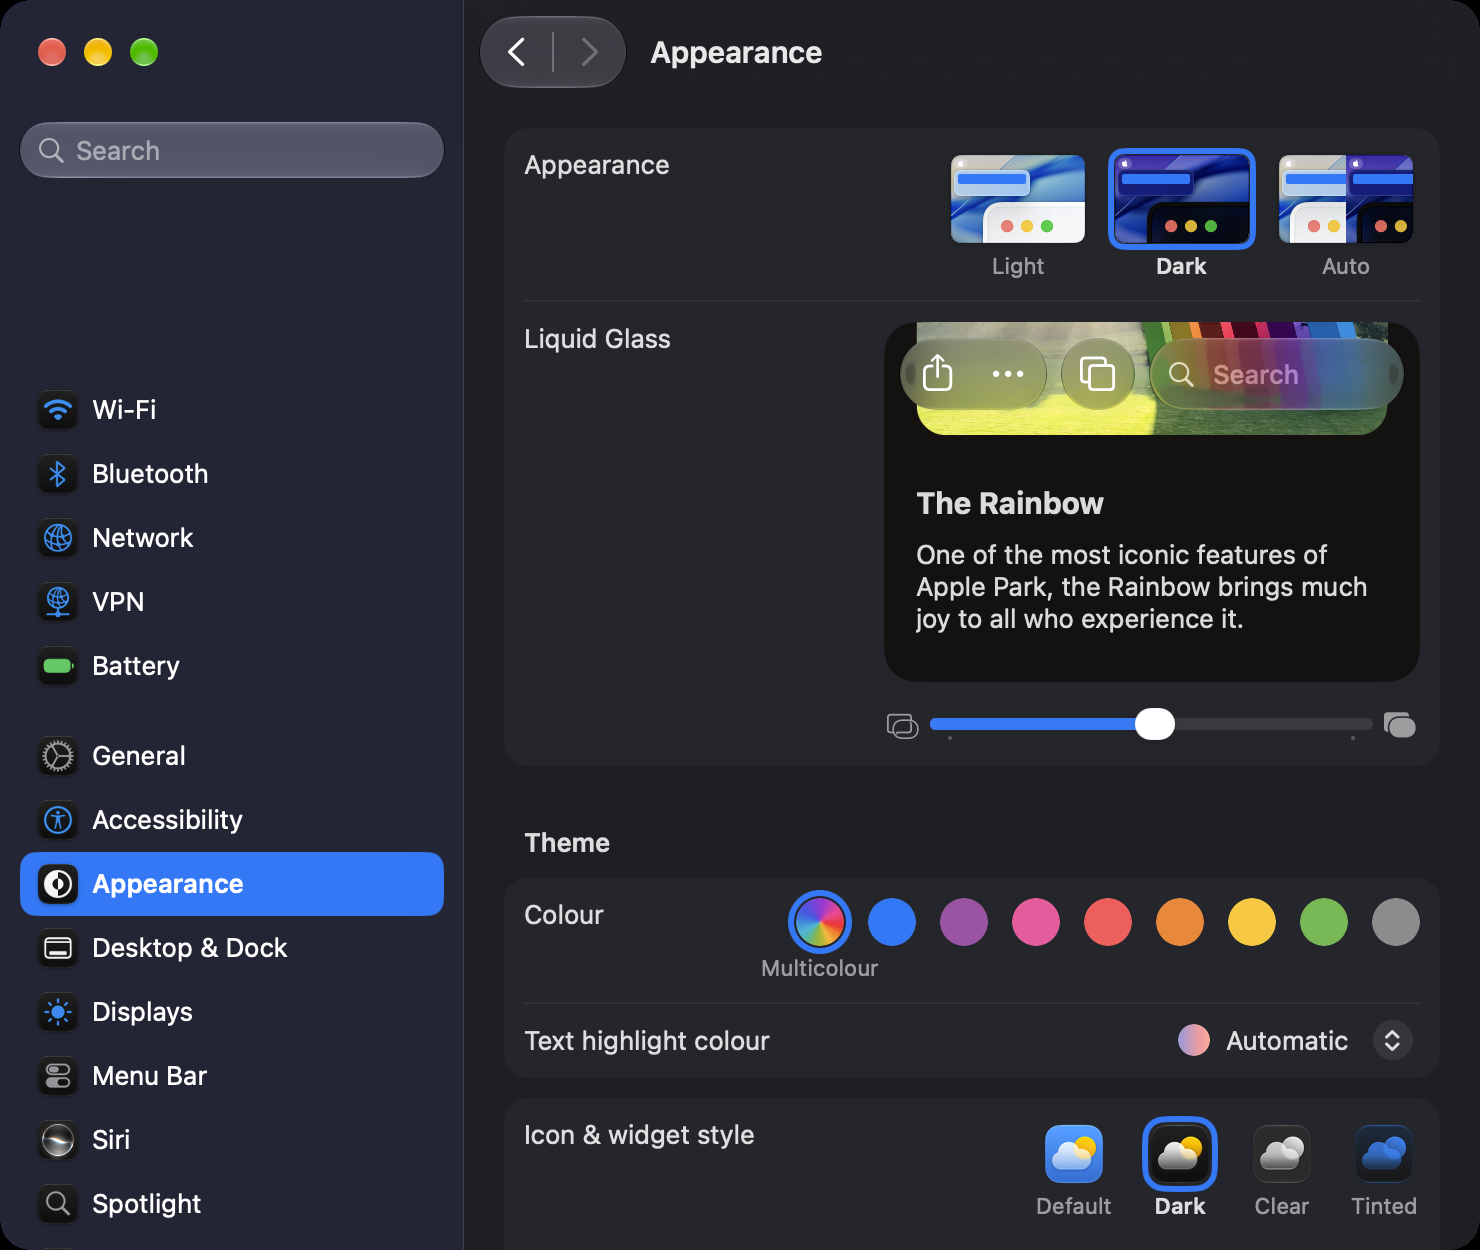 Search
Wi-Fi
Bluetooth
Network
VPN
Battery
General
Accessibility
Appearance
Desktop & Dock
Displays
Menu Bar
Siri
Spotlight
Appearance
Appearance
Light
Dark
Auto
Liquid Glass
Search
The Rainbow
One of the most iconic features of
Apple Park, the Rainbow brings much
joy to all who experience it.
Theme
Colour
Multicolour
Text highlight colour
Automatic
Icon & widget style
Default
Dark
Clear
Tinted